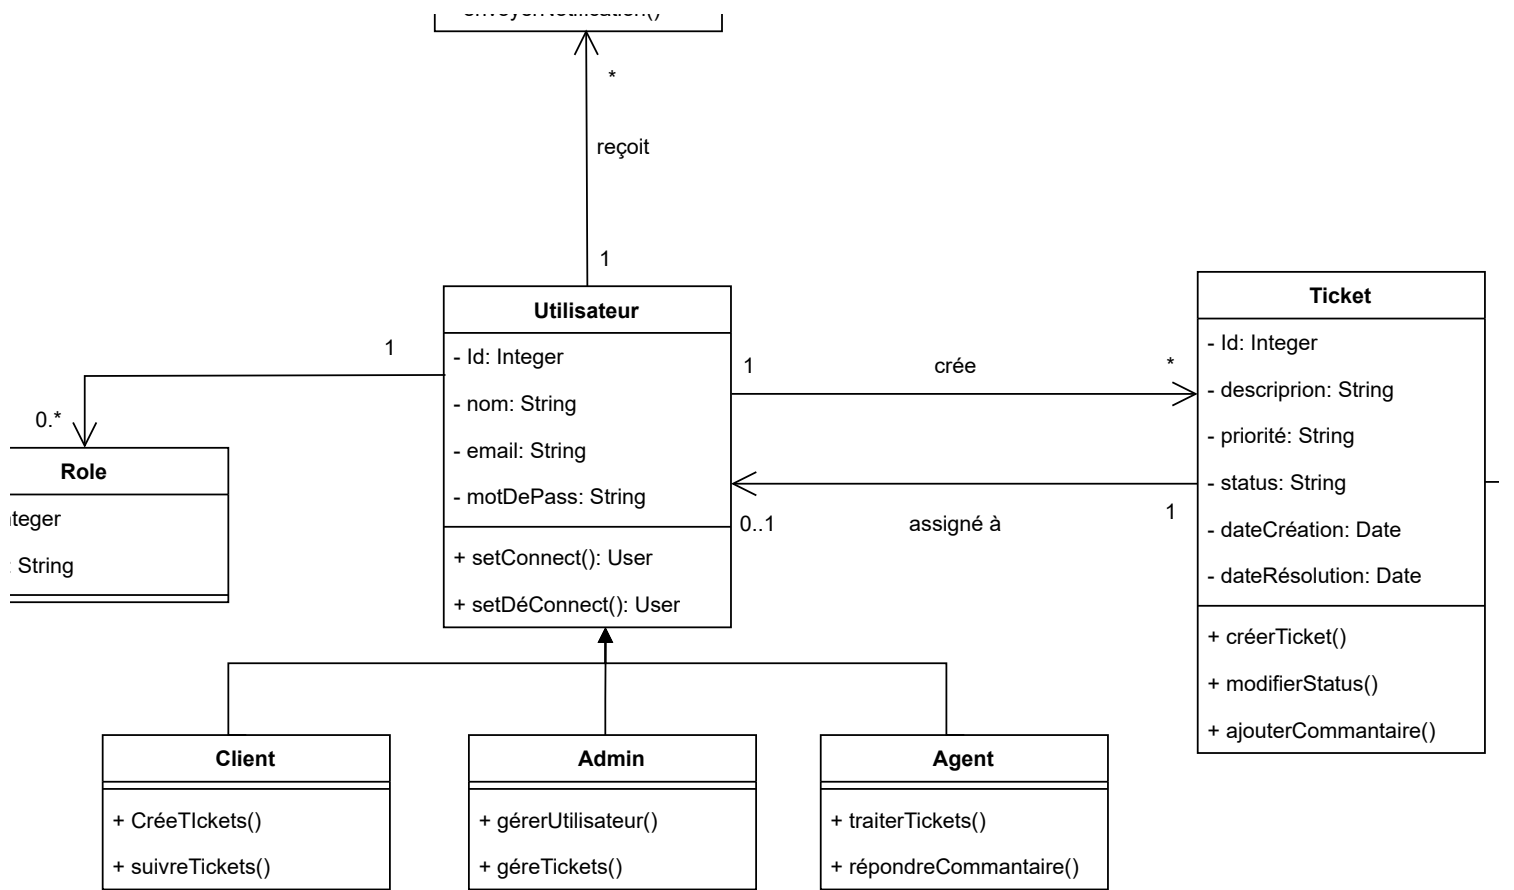 *
reçoit
1
Utilisateur
- Id: Integer
- nom: String
- email: String
- motDePass: String
+ setConnect(): User
+ setDéConnect(): User
1
crée
*
0..1
assigné à
1
Ticket
- Id: Integer
- descriprion: String
- priorité: String
- status: String
- dateCréation: Date
- dateRésolution: Date
+ créerTicket()
+ modifierStatus()
+ ajouterCommantaire()
1
0.*
Role
: String
Client
+ CréeTIckets()
+ suivreTickets()
Admin
+ gérerUtilisateur()
+ géreTickets()
Agent
+ traiterTickets()
+ répondreCommantaire()